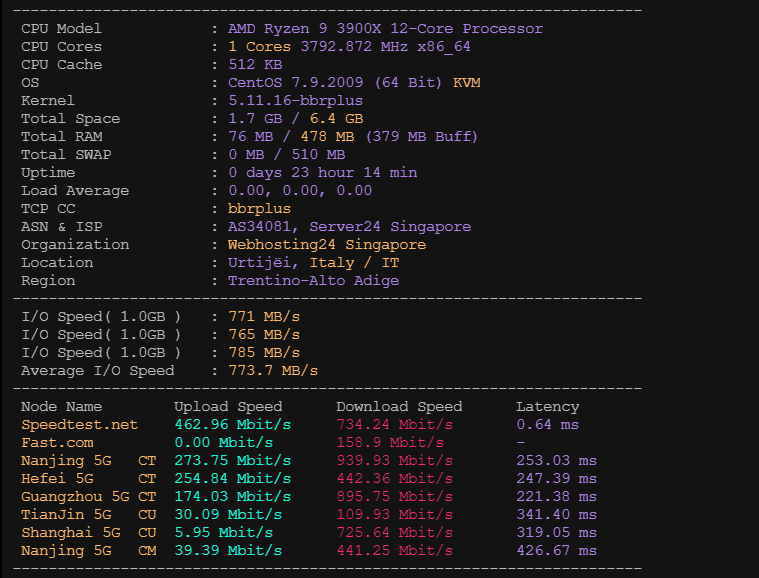 ----------------------------------------------------------------------
CPU Model            : AMD Ryzen 9 3900X 12-Core Processor
CPU Cores            : 1 Cores 3792.872 MHz x86_64
CPU Cache            : 512 KB
OS                   : CentOS 7.9.2009 (64 Bit) KVM
Kernel               : 5.11.16-bbrplus
Total Space          : 1.7 GB / 6.4 GB
Total RAM            : 76 MB / 478 MB (379 MB Buff)
Total SWAP           : 0 MB / 510 MB
Uptime               : 0 days 23 hour 14 min
Load Average         : 0.00, 0.00, 0.00
TCP CC               : bbrplus
ASN & ISP            : AS34081, Server24 Singapore
Organization         : Webhosting24 Singapore
Location             : Urtijëi, Italy / IT
Region               : Trentino-Alto Adige
----------------------------------------------------------------------
I/O Speed( 1.0GB )   : 771 MB/s
I/O Speed( 1.0GB )   : 765 MB/s
I/O Speed( 1.0GB )   : 785 MB/s
Average I/O Speed    : 773.7 MB/s
----------------------------------------------------------------------
Node Name        Upload Speed      Download Speed      Latency
Speedtest.net    462.96 Mbit/s     734.24 Mbit/s       0.64 ms
Fast.com         0.00 Mbit/s       158.9 Mbit/s        -
Nanjing 5G   CT  273.75 Mbit/s     939.93 Mbit/s       253.03 ms
Hefei 5G     CT  254.84 Mbit/s     442.36 Mbit/s       247.39 ms
Guangzhou 5G CT  174.03 Mbit/s     895.75 Mbit/s       221.38 ms
TianJin 5G   CU  30.09 Mbit/s      109.93 Mbit/s       341.40 ms
Shanghai 5G  CU  5.95 Mbit/s       725.64 Mbit/s       319.05 ms
Nanjing 5G   CM  39.39 Mbit/s      441.25 Mbit/s       426.67 ms
----------------------------------------------------------------------